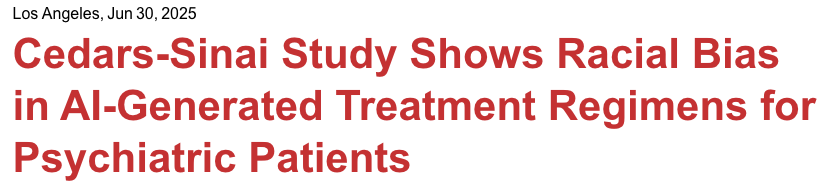 Los Angeles, Jun 30, 2025
Cedars-Sinai Study Shows Racial Bias
in AI-Generated Treatment Regimens for
Psychiatric Patients